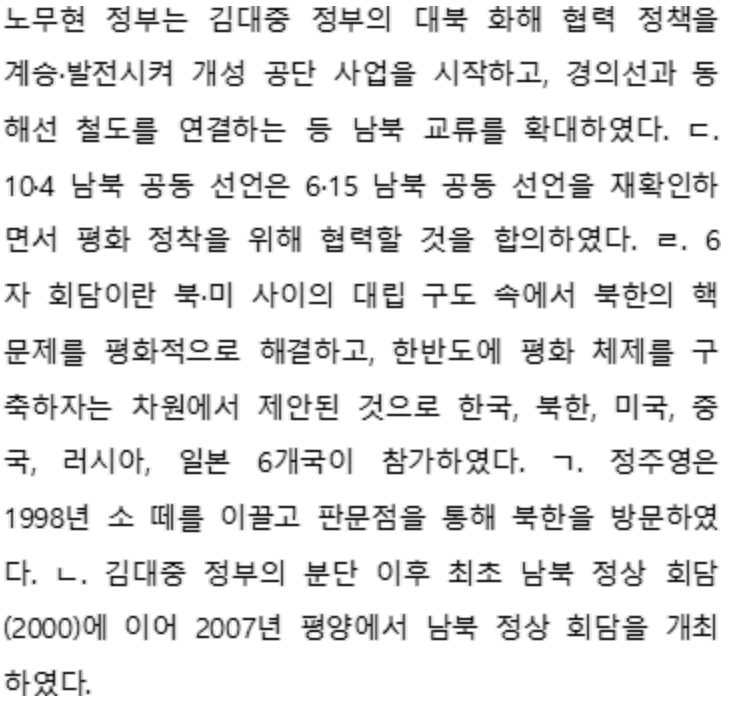 노무현 정부는 김대중 정부의 대북 화해 협력 정책을
계승·발전시켜 개성 공단 사업을 시작하고, 경의선과 동
해선 철도를 연결하는 등 남북 교류를 확대하였다. ㄷ.
10·4 남북 공동 선언은 6·15 남북 공동 선언을 재확인하
면서 평화 정착을 위해 협력할 것을 합의하였다. ㄹ. 6
자 회담이란 북·미 사이의 대립 구도 속에서 북한의 핵
문제를 평화적으로 해결하고, 한반도에 평화 체제를 구
축하자는 차원에서 제안된 것으로 한국, 북한, 미국, 중
국, 러시아, 일본 6개국이 참가하였다. ㄱ. 정주영은
1998년 소 떼를 이끌고 판문점을 통해 북한을 방문하였
다. ㄴ. 김대중 정부의 분단 이후 최초 남북 정상 회담
(2000)에 이어 2007년 평양에서 남북 정상 회담을 개최
하였다.